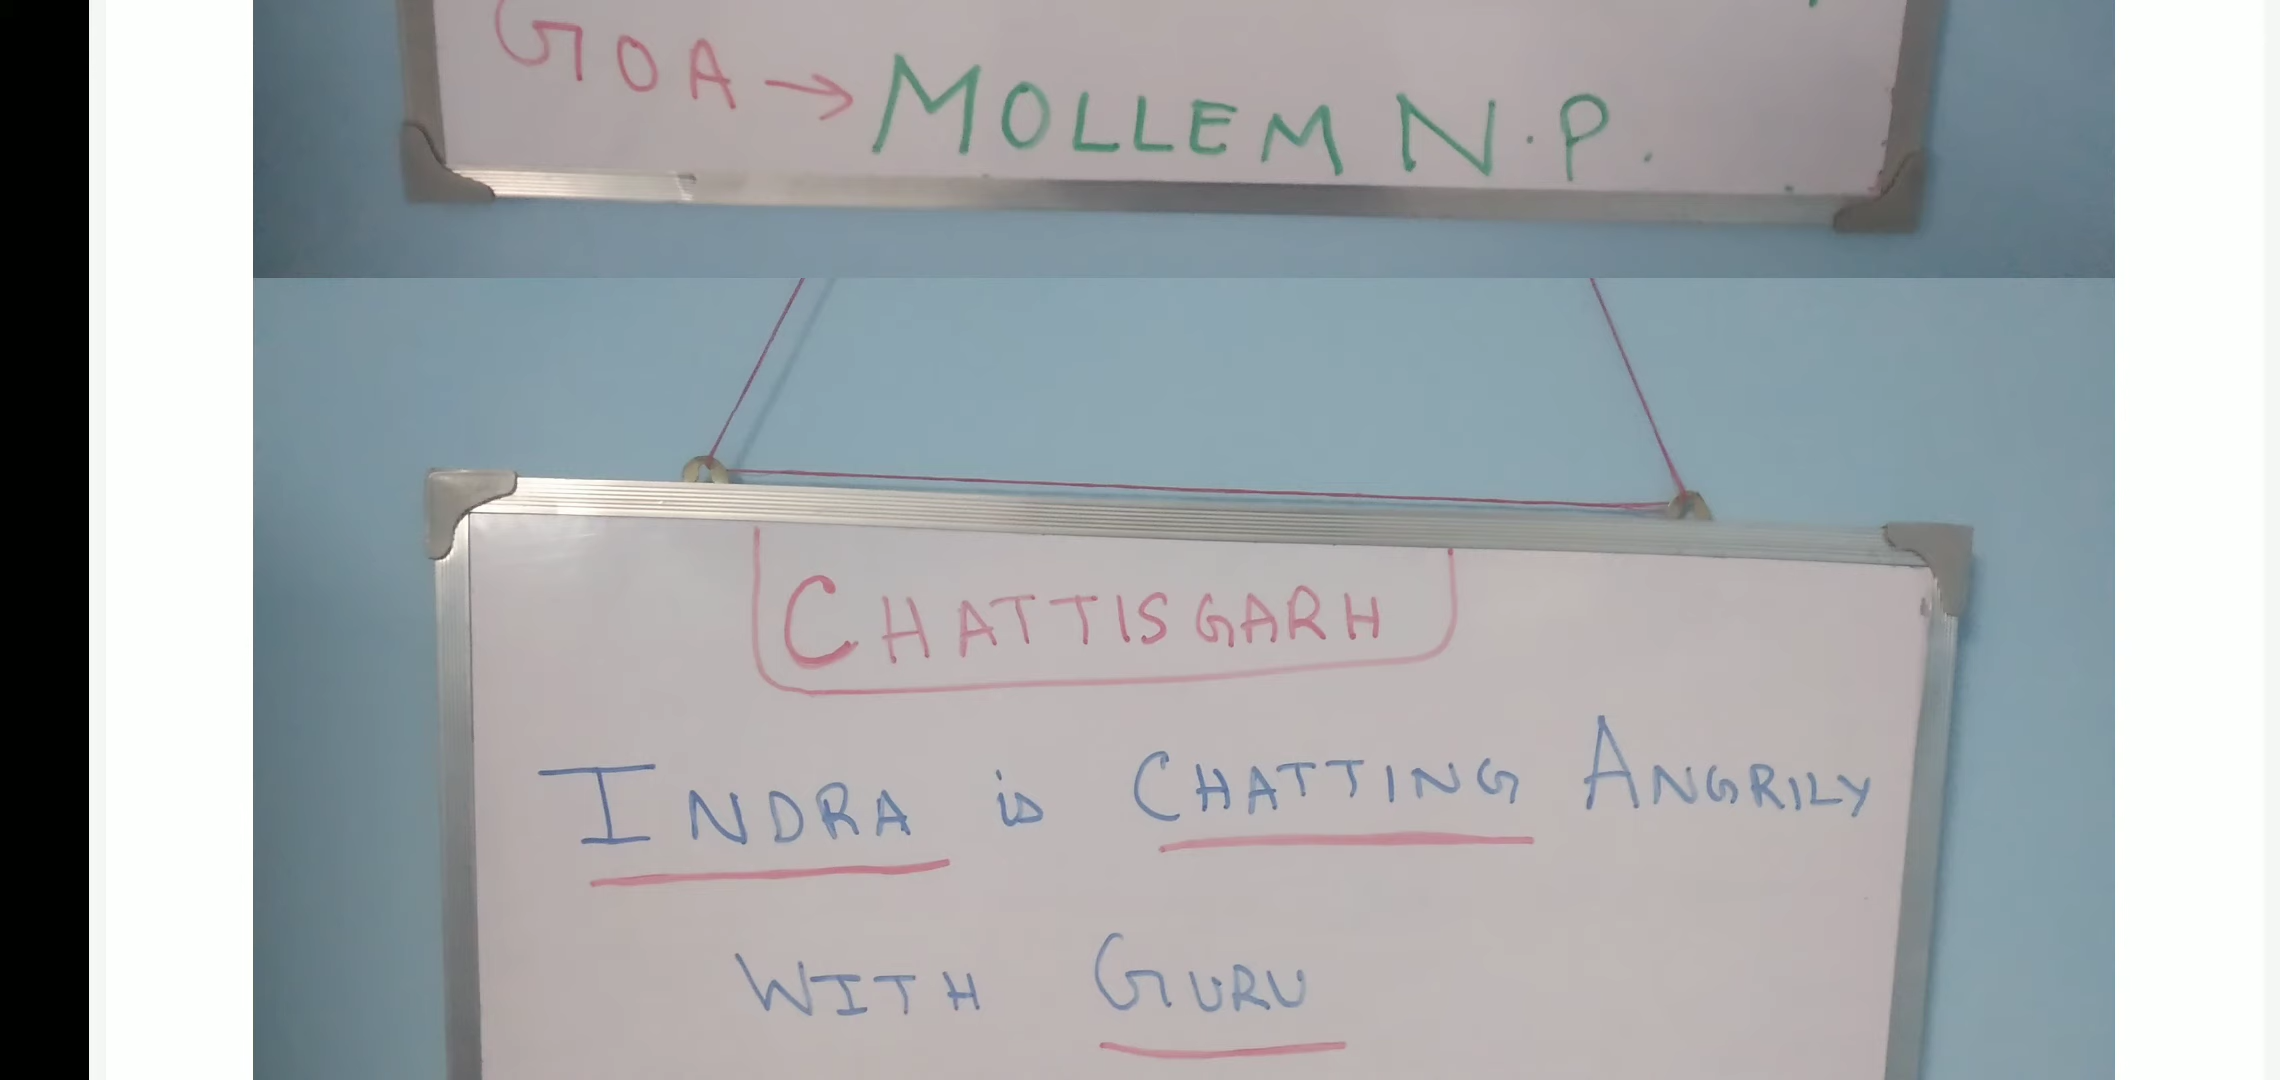 GOA → MOLLEM N.P.
CHATTISGARH
INDRA is CHATTING ANGRILY
WITH GURU